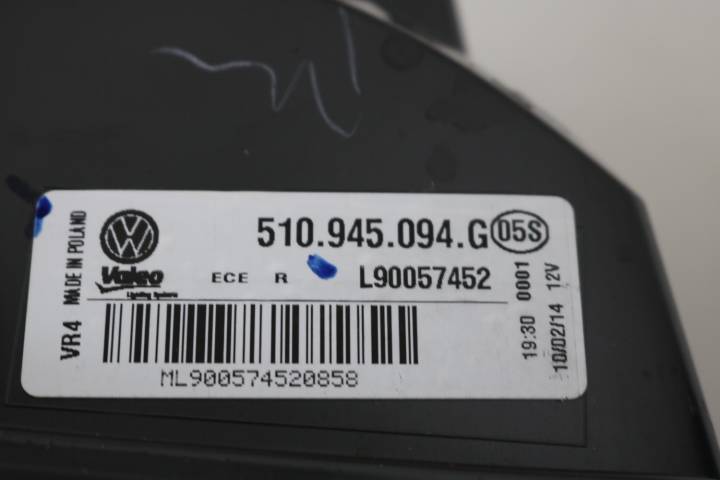 VR4 MADE IN POLAND
510.945.094.G 05S
Valeo
Lighting Systems
ECE R L90057452
ML900574520858
19:30 0001
10/02/14 12V